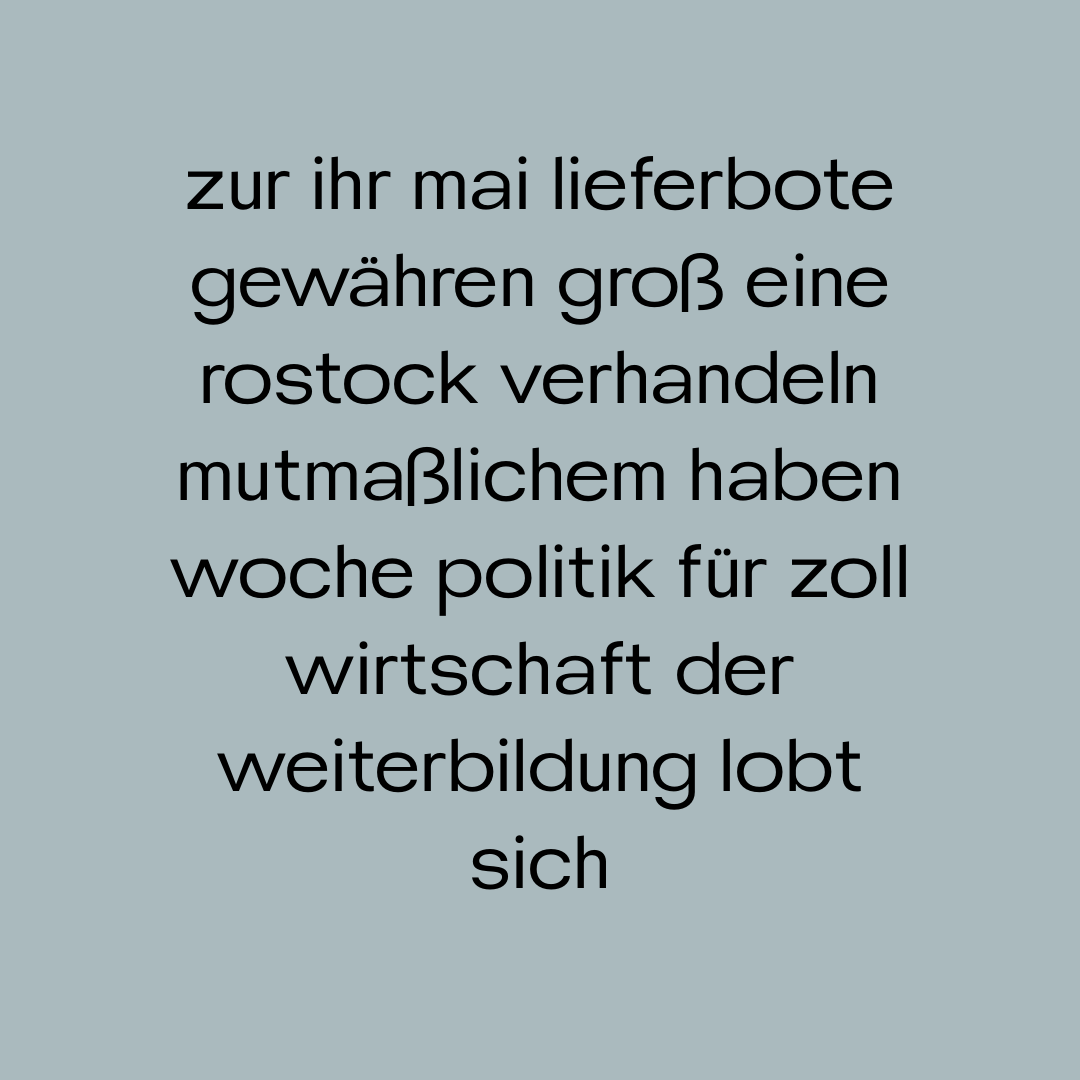 zur ihr mai lieferbote
gewähren groß eine
rostock verhandeln
mutmaßlichem haben
woche politik für zoll
wirtschaft der
weiterbildung lobt
sich